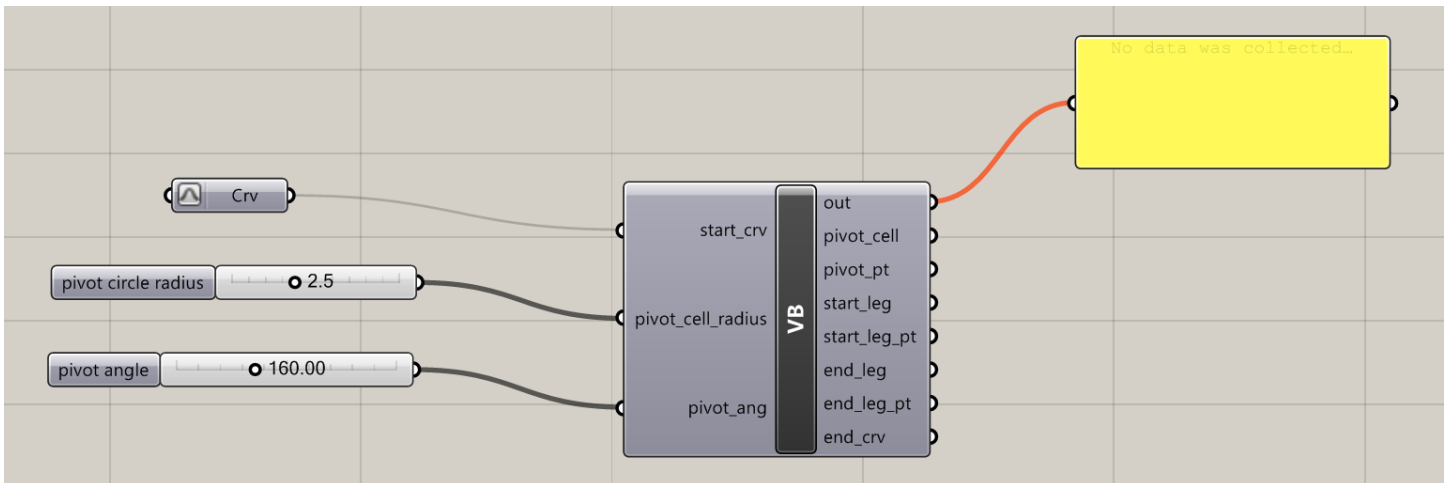 No data was collected…
Crv
pivot circle radius
2.5
pivot angle
160.00
start_crv
pivot_cell_radius
pivot_ang
VB
out
pivot_cell
pivot_pt
start_leg
start_leg_pt
end_leg
end_leg_pt
end_crv